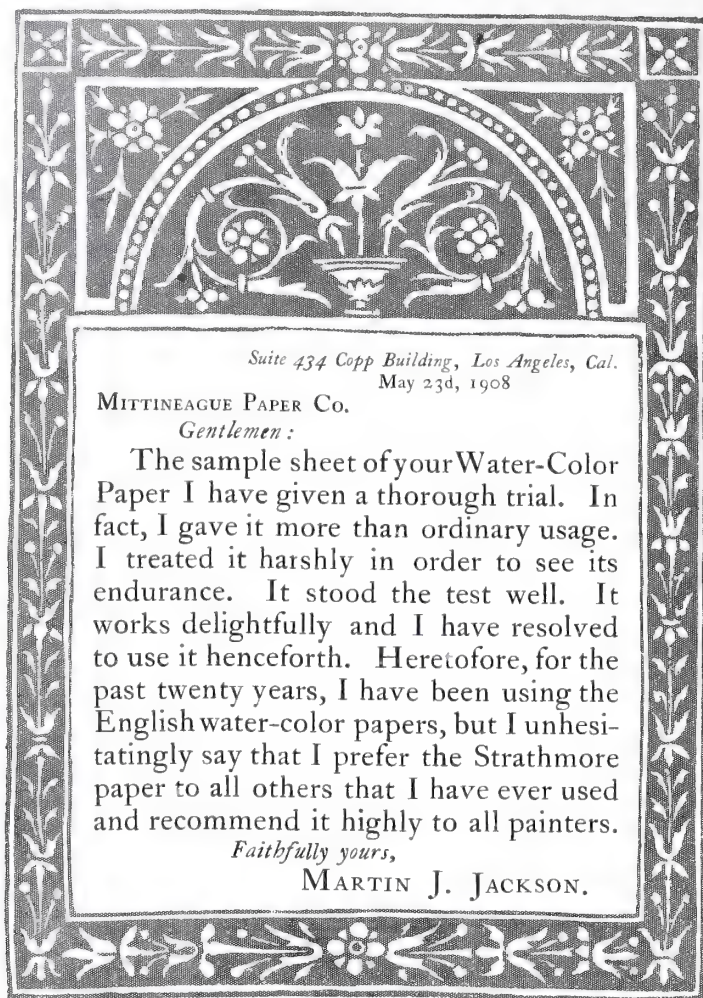 Suite 434 Copp Building, Los Angeles, Cal.
May 23d, 1908
Mittineague Paper Co.
Gentlemen:
The sample sheet of your Water-Color
Paper I have given a thorough trial. In
fact, I gave it more than ordinary usage.
I treated it harshly in order to see its
endurance. It stood the test well. It
works delightfully and I have resolved
to use it henceforth. Heretofore, for the
past twenty years, I have been using the
English water-color papers, but I unhesi-
tatingly say that I prefer the Strathmore
paper to all others that I have ever used
and recommend it highly to all painters.
Faithfully yours,
Martin J. Jackson.